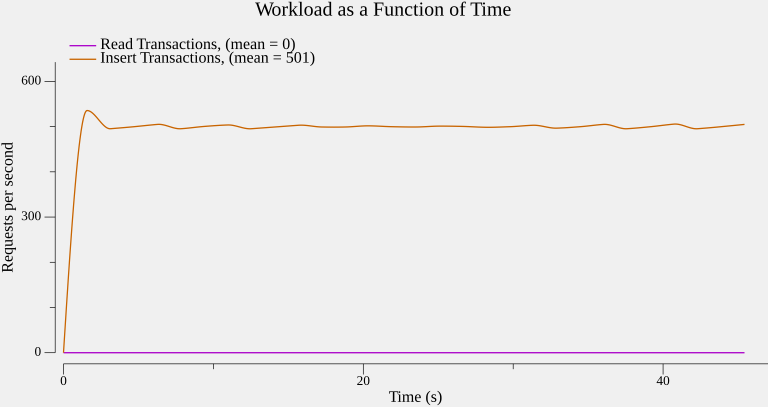 Workload as a Function of Time
Read Transactions, (mean = 0)
Insert Transactions, (mean = 501)
600
300
0
Requests per second
0 20 40
Time (s)